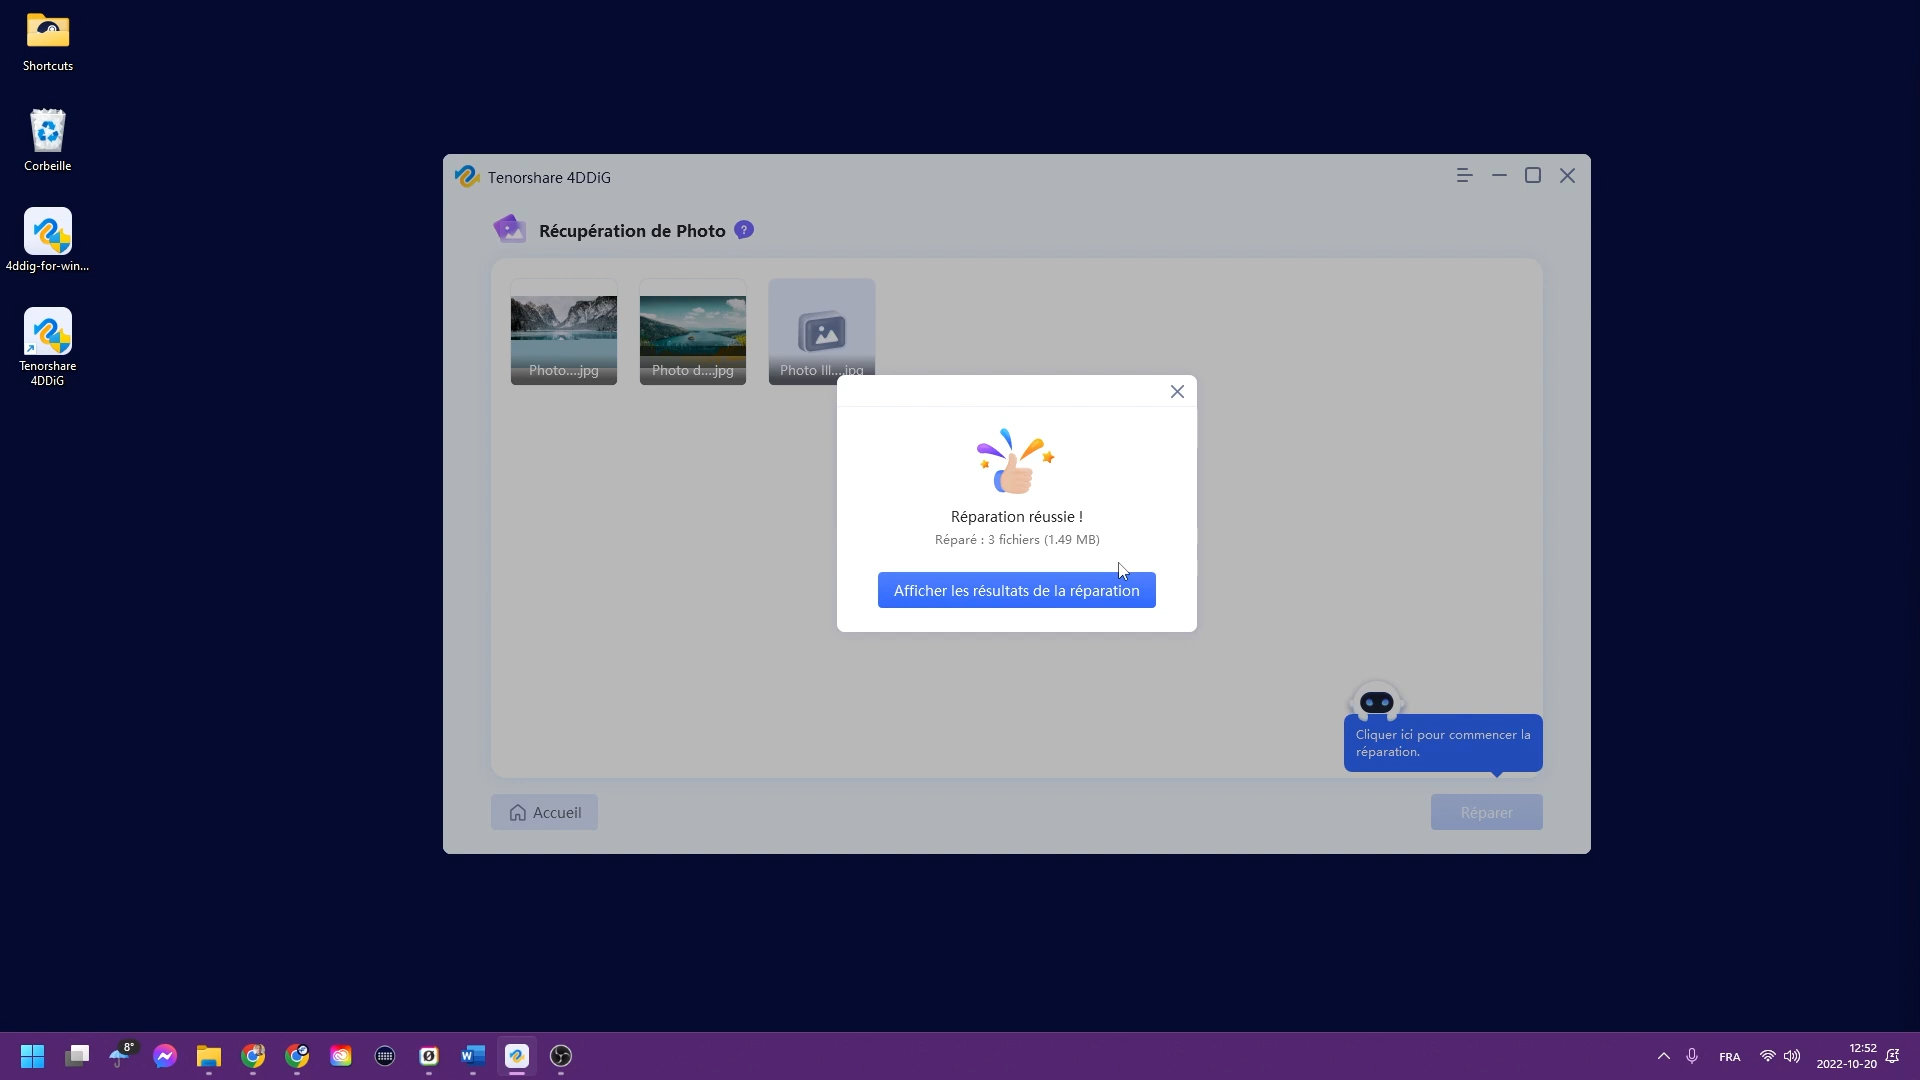 Shortcuts
Corbeille
4ddig-for-win...
Tenorshare
4DDiG
Tenorshare 4DDiG
Récupération de Photo
?
Photo....jpg
Photo d....jpg
Photo Ill....jpg
Réparation réussie !
Réparé : 3 fichiers (1.49 MB)
Afficher les résultats de la réparation
Cliquer ici pour commencer la
réparation.
Accueil
Réparer
8°
W
FRA
12:52
2022-10-20